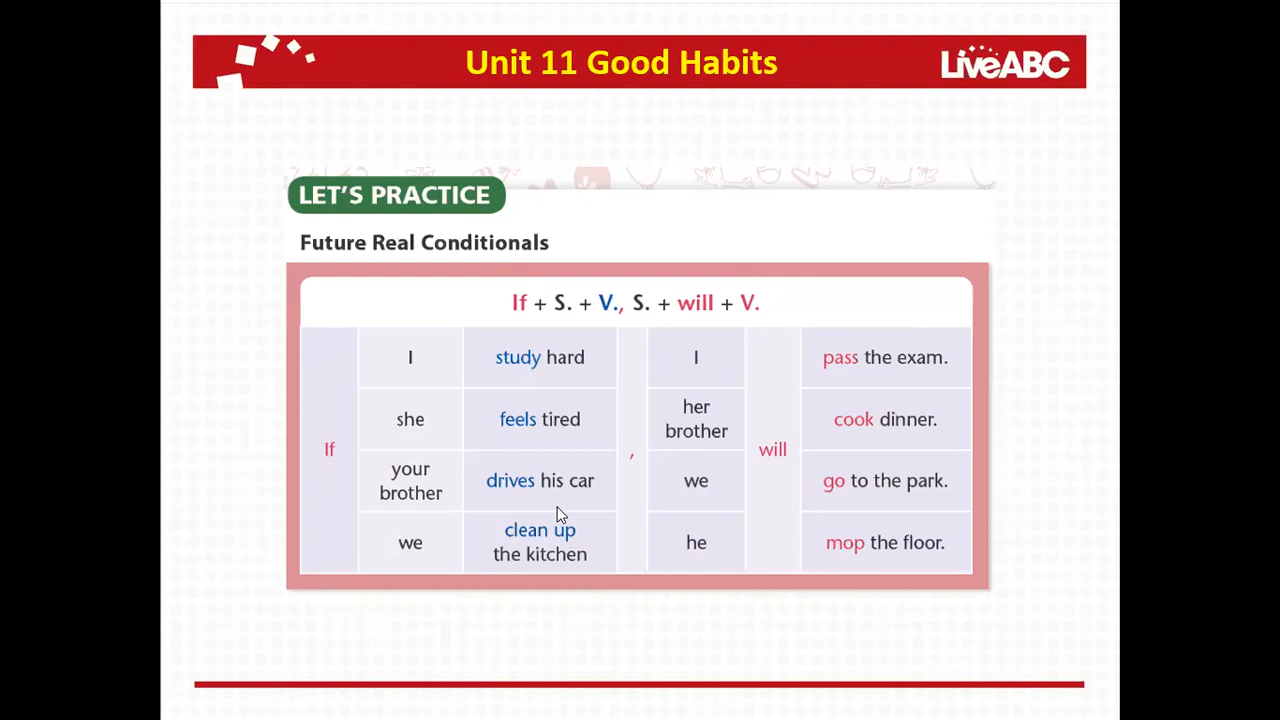 Unit 11 Good Habits
LiveABC
LET'S PRACTICE
Future Real Conditionals
If + S. + V., S. + will + V.
If
I
study hard
,
I
will
pass the exam.
she
feels tired
her
brother
cook dinner.
your
brother
drives his car
we
go to the park.
we
clean up
the kitchen
he
mop the floor.